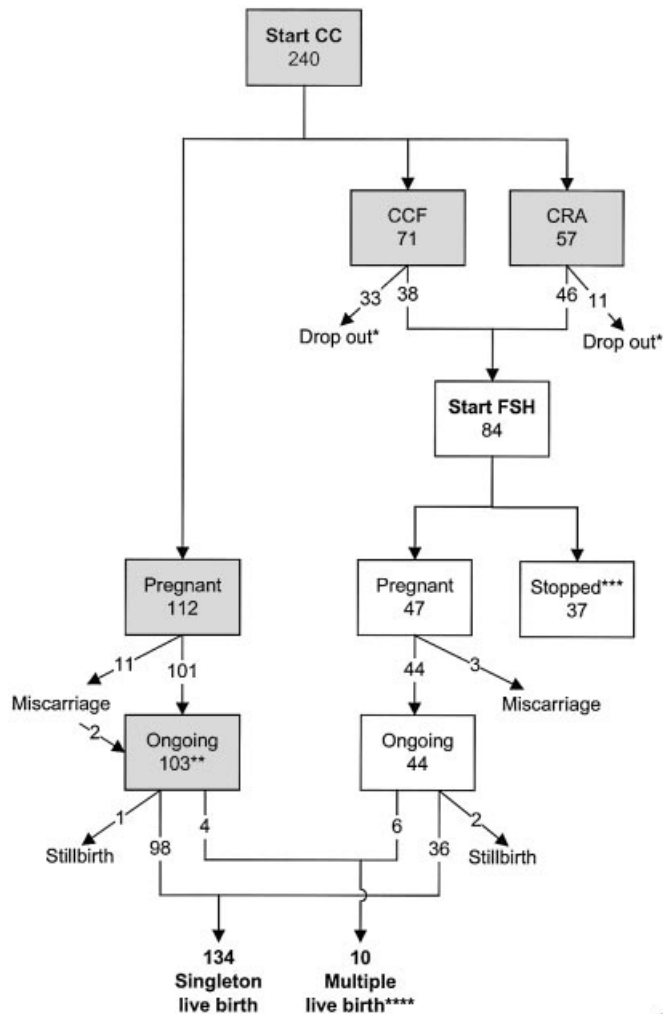 Start CC
240
CCF
71
CRA
57
33
38
46
11
Drop out*
Drop out*
Start FSH
84
Pregnant
112
Pregnant
47
Stopped***
37
11
101
44
3
Miscarriage
Miscarriage
2
Ongoing
103**
Ongoing
44
1
4
6
2
Stillbirth
98
36
Stillbirth
134
Singleton
live birth
10
Multiple
live birth****